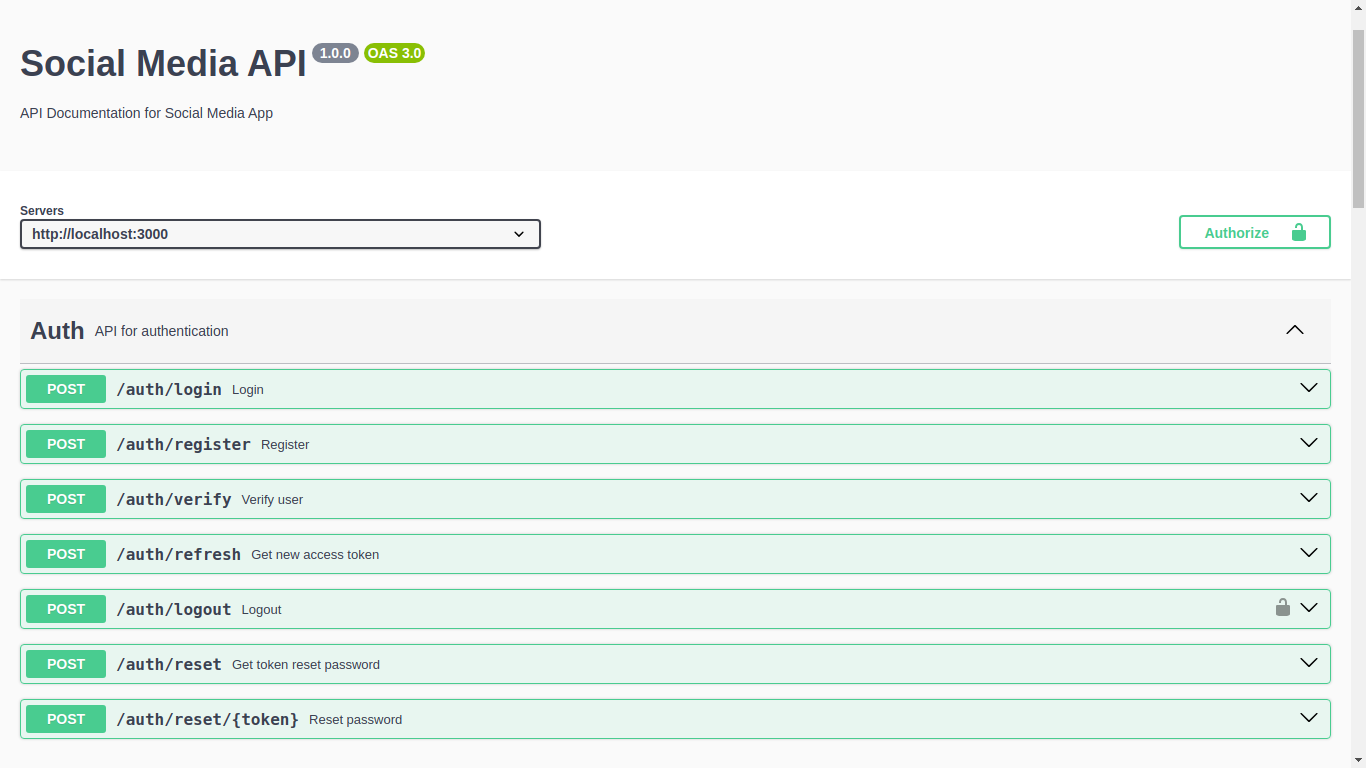 Social Media API 1.0.0 OAS 3.0
API Documentation for Social Media App
Servers
http://localhost:3000
Authorize
Auth API for authentication
POST /auth/login Login
POST /auth/register Register
POST /auth/verify Verify user
POST /auth/refresh Get new access token
POST /auth/logout Logout
POST /auth/reset Get token reset password
POST /auth/reset/{token} Reset password